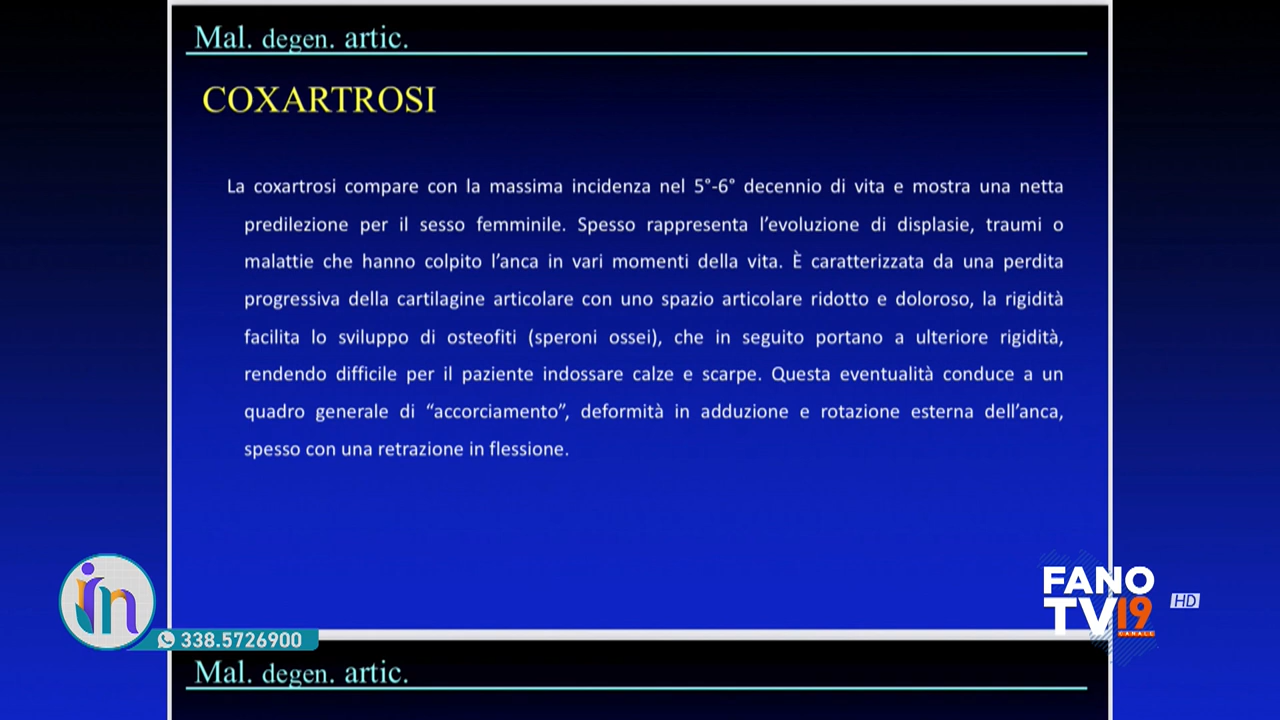 Mal. degen. artic.
COXARTROSI
La coxartrosi compare con la massima incidenza nel 5°-6° decennio di vita e mostra una netta
predilezione per il sesso femminile. Spesso rappresenta l’evoluzione di displasie, traumi o
malattie che hanno colpito l’anca in vari momenti della vita. È caratterizzata da una perdita
progressiva della cartilagine articolare con uno spazio articolare ridotto e doloroso, la rigidità
facilita lo sviluppo di osteofiti (speroni ossei), che in seguito portano a ulteriore rigidità,
rendendo difficile per il paziente indossare calze e scarpe. Questa eventualità conduce a un
quadro generale di “accorciamento”, deformità in adduzione e rotazione esterna dell’anca,
spesso con una retrazione in flessione.
in
338.5726900
FANO
TV19
CANALE
HD
Mal. degen. artic.